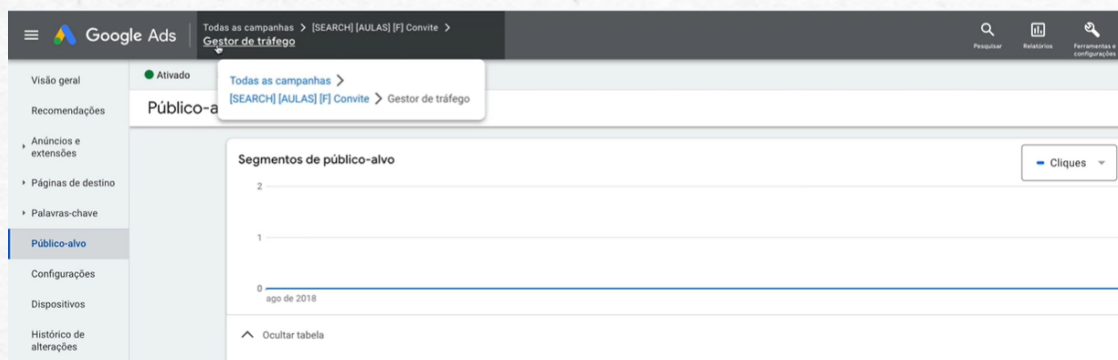 Google Ads
Todas as campanhas > [SEARCH] [AULAS] [F] Convite >
Gestor de tráfego
Pesquisar
Relatórios
Ferramentas e
configurações
Visão geral
Recomendações
Anúncios e
extensões
Páginas de destino
Palavras-chave
Público-alvo
Configurações
Dispositivos
Histórico de
alterações
Ativado
Todas as campanhas >
[SEARCH] [AULAS] [F] Convite > Gestor de tráfego
Público-a
Segmentos de público-alvo
Cliques
2
1
0
ago de 2018
Ocultar tabela